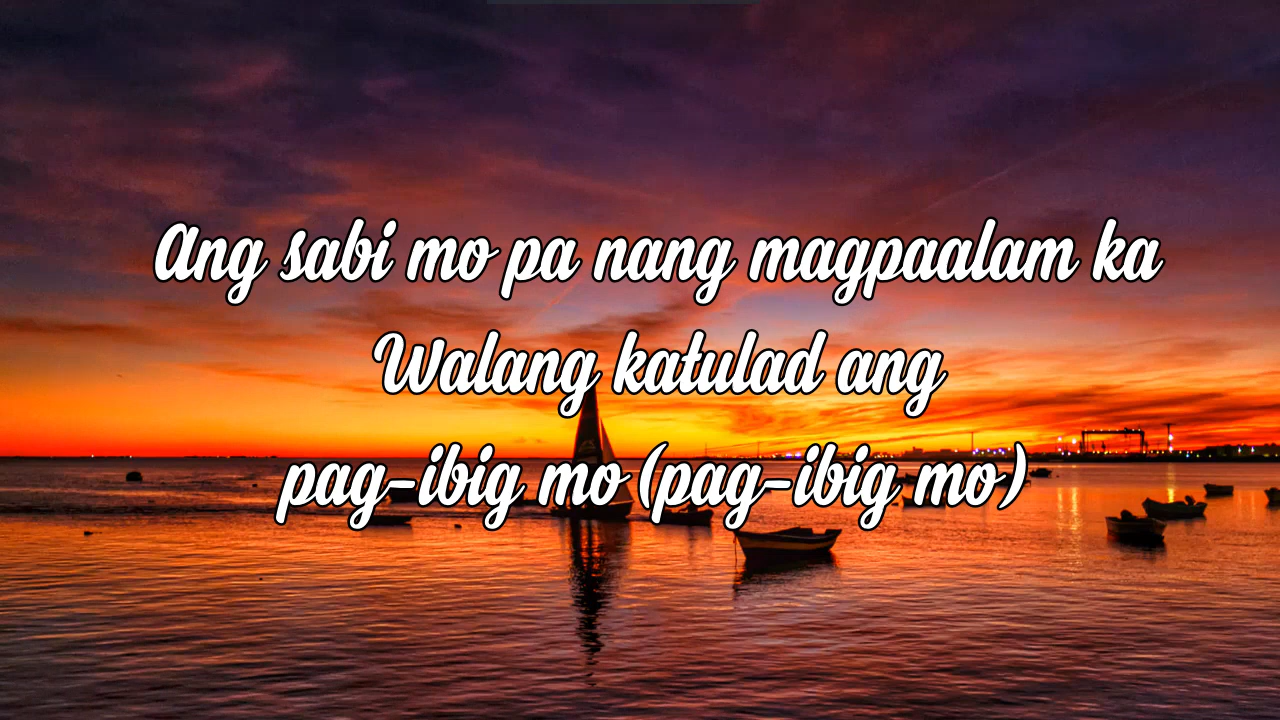 Ang sabi mo pa nang magpaalam ka
Walang katulad ang
pag-ibig mo (pag-ibig mo)